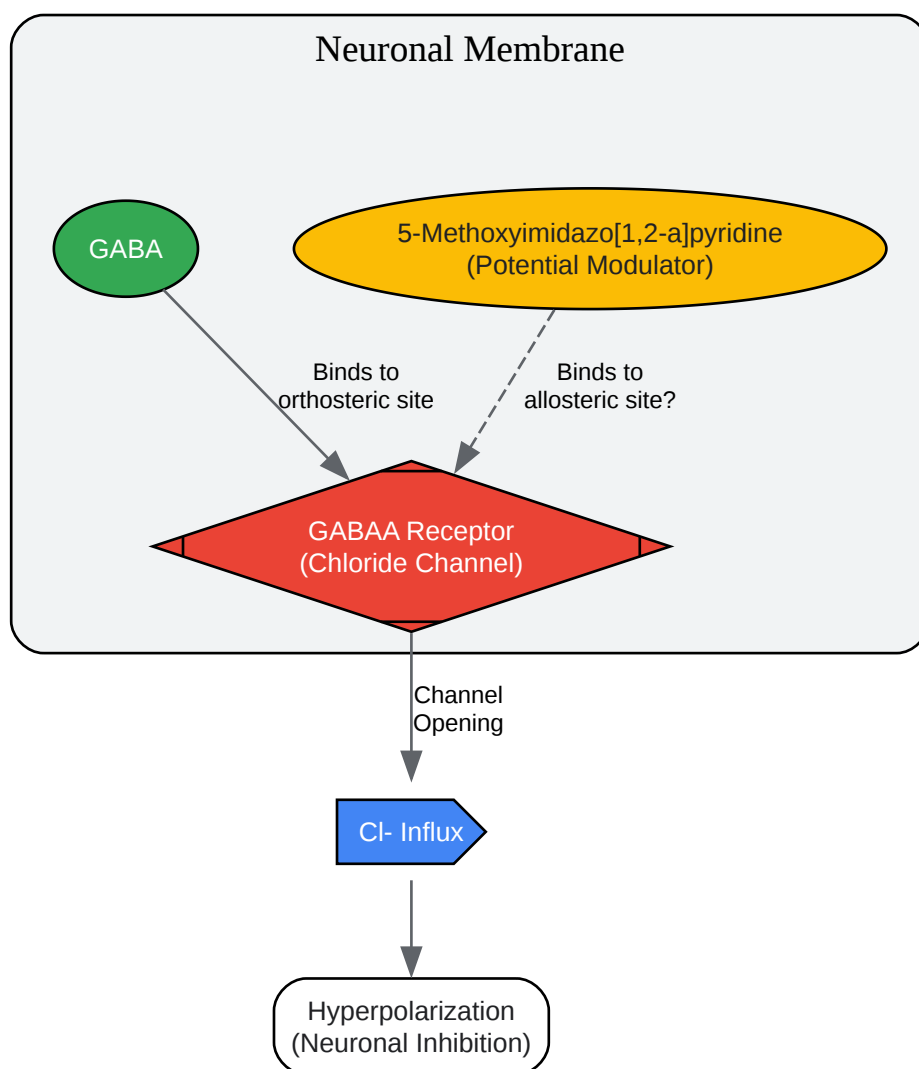 Neuronal Membrane
GABA
5-Methoxyimidazo[1,2-a]pyridine
(Potential Modulator)
Binds to
orthosteric site
Binds to
allosteric site?
GABAA Receptor
(Chloride Channel)
Channel
Opening
Cl- Influx
Hyperpolarization
(Neuronal Inhibition)